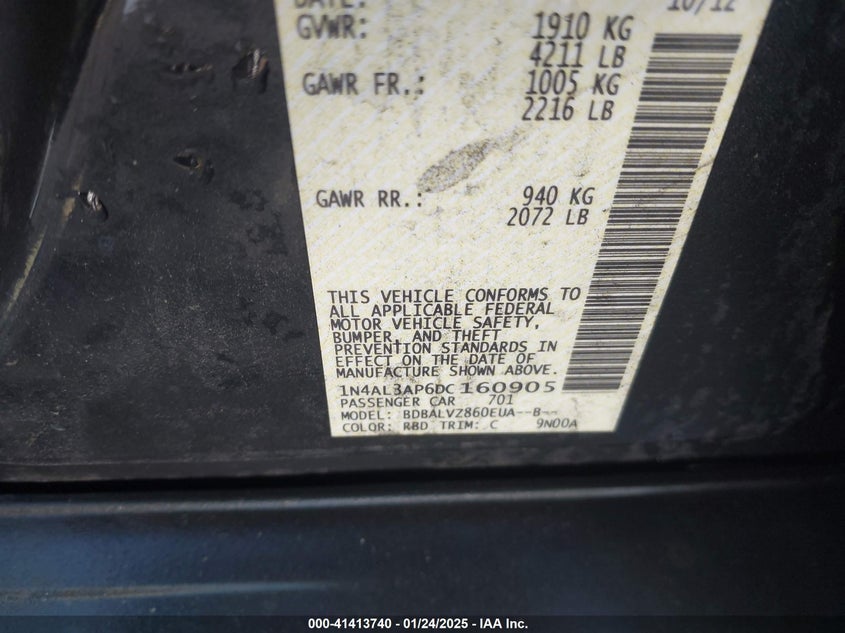 DATE: 10/12
GVWR: 1910 KG
4211 LB
GAWR FR.: 1005 KG
2216 LB
GAWR RR.: 940 KG
2072 LB
THIS VEHICLE CONFORMS TO
ALL APPLICABLE FEDERAL
MOTOR VEHICLE SAFETY,
BUMPER, AND THEFT
PREVENTION STANDARDS IN
EFFECT ON THE DATE OF
MANUFACTURE SHOWN ABOVE.
1N4AL3AP6DC160905
PASSENGER CAR 701
MODEL: BDBALVZ860EUA--B--
COLOR: RBD TRIM: C 9N00A
000-41413740 - 01/24/2025 - IAA Inc.